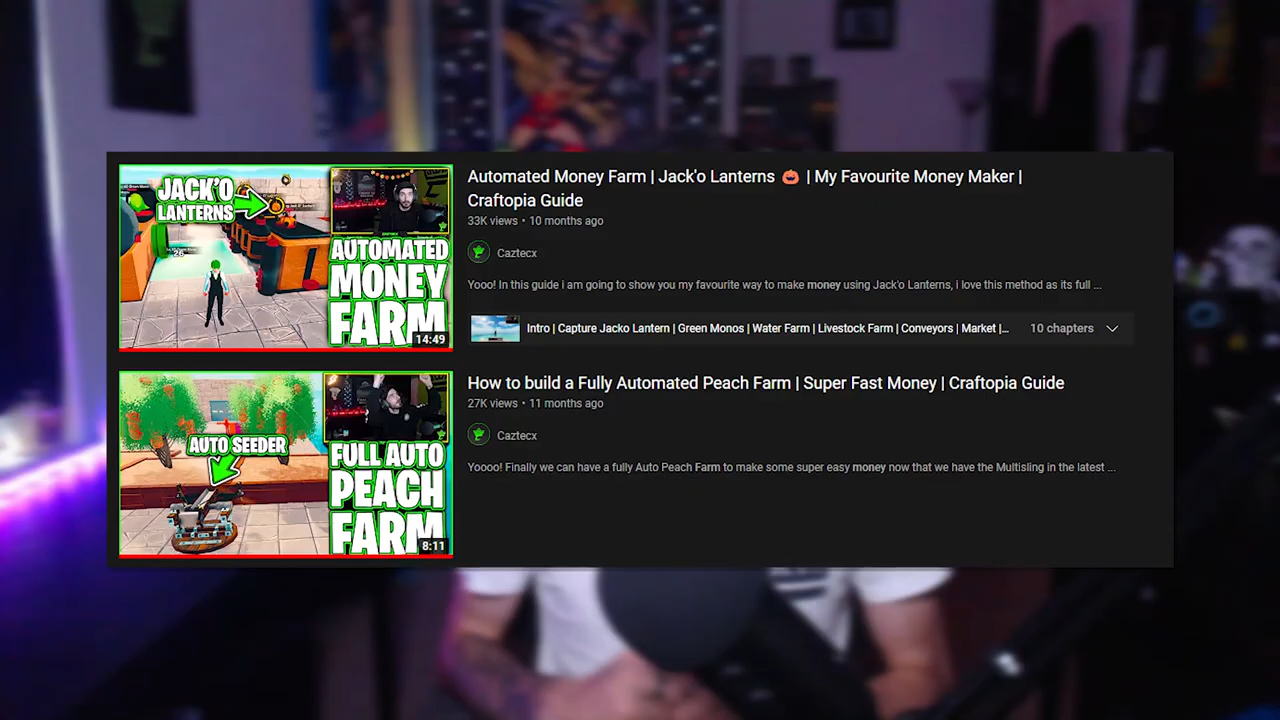 JACK'O
LANTERNS
AUTOMATED
MONEY
FARM
14:49
Automated Money Farm | Jack'o Lanterns 🎃 | My Favourite Money Maker |
Craftopia Guide
33K views • 10 months ago
Caztecx
Yooo! In this guide i am going to show you my favourite way to make money using Jack'o Lanterns, i love this method as its full ...
Intro | Capture Jacko Lantern | Green Monos | Water Farm | Livestock Farm | Conveyors | Market |...
10 chapters
AUTO SEEDER
FULL AUTO
PEACH
FARM
8:11
How to build a Fully Automated Peach Farm | Super Fast Money | Craftopia Guide
27K views • 11 months ago
Caztecx
Yoooo! Finally we can have a fully Auto Peach Farm to make some super easy money now that we have the Multisling in the latest ...